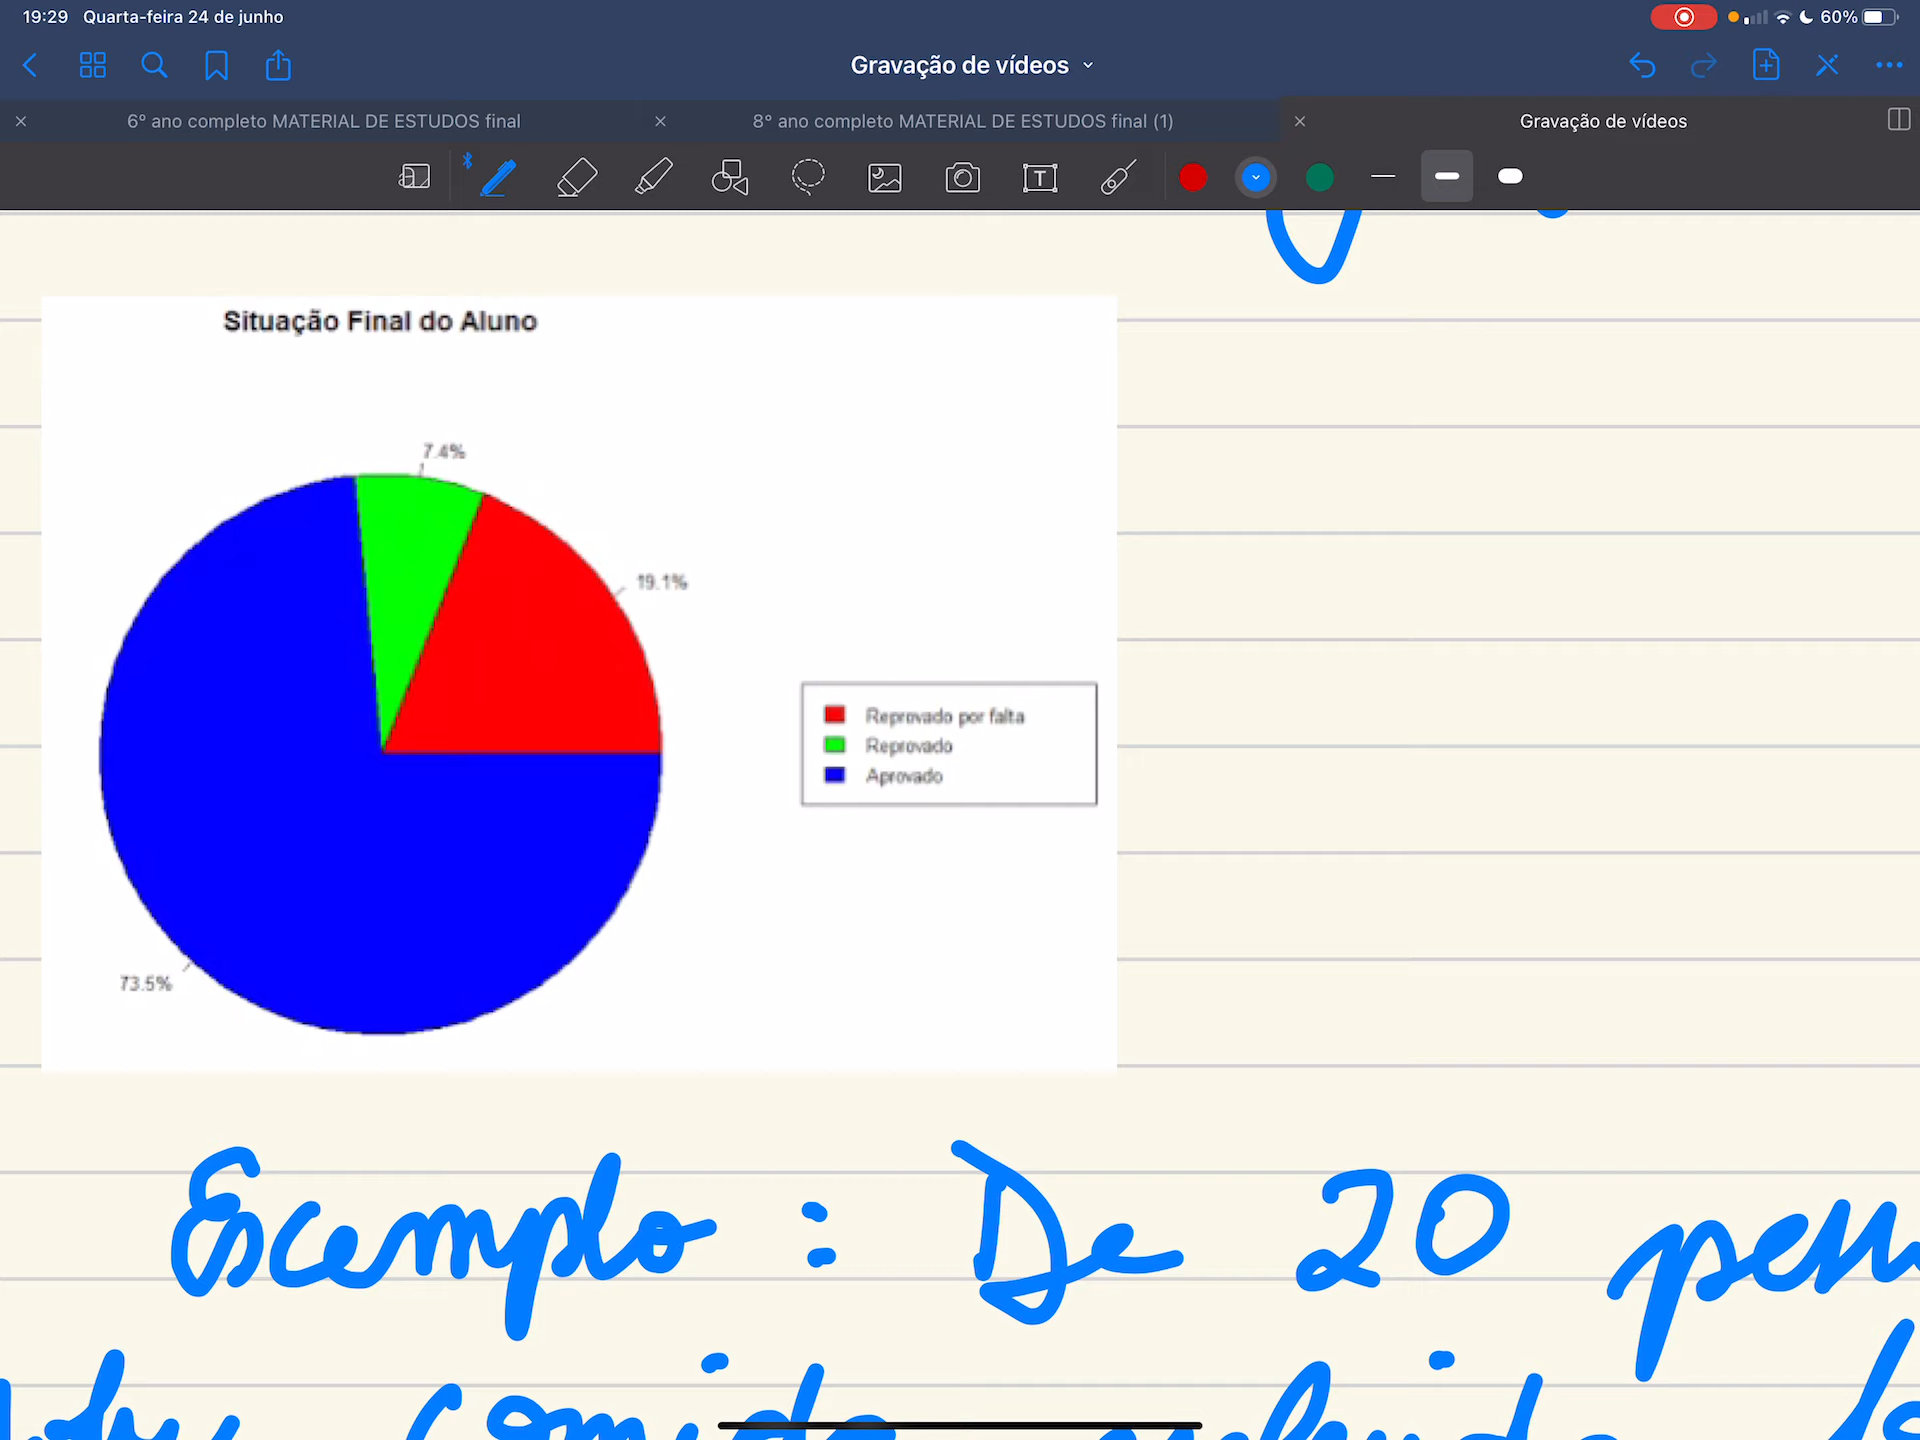 19:29 Quarta-feira 24 de junho
60%
Gravação de vídeos
6º ano completo MATERIAL DE ESTUDOS final
8º ano completo MATERIAL DE ESTUDOS final (1)
Gravação de vídeos
Situação Final do Aluno
7.4%
19.1%
Reprovado por falta
Reprovado
Aprovado
73.5%
Exemplo : De 20